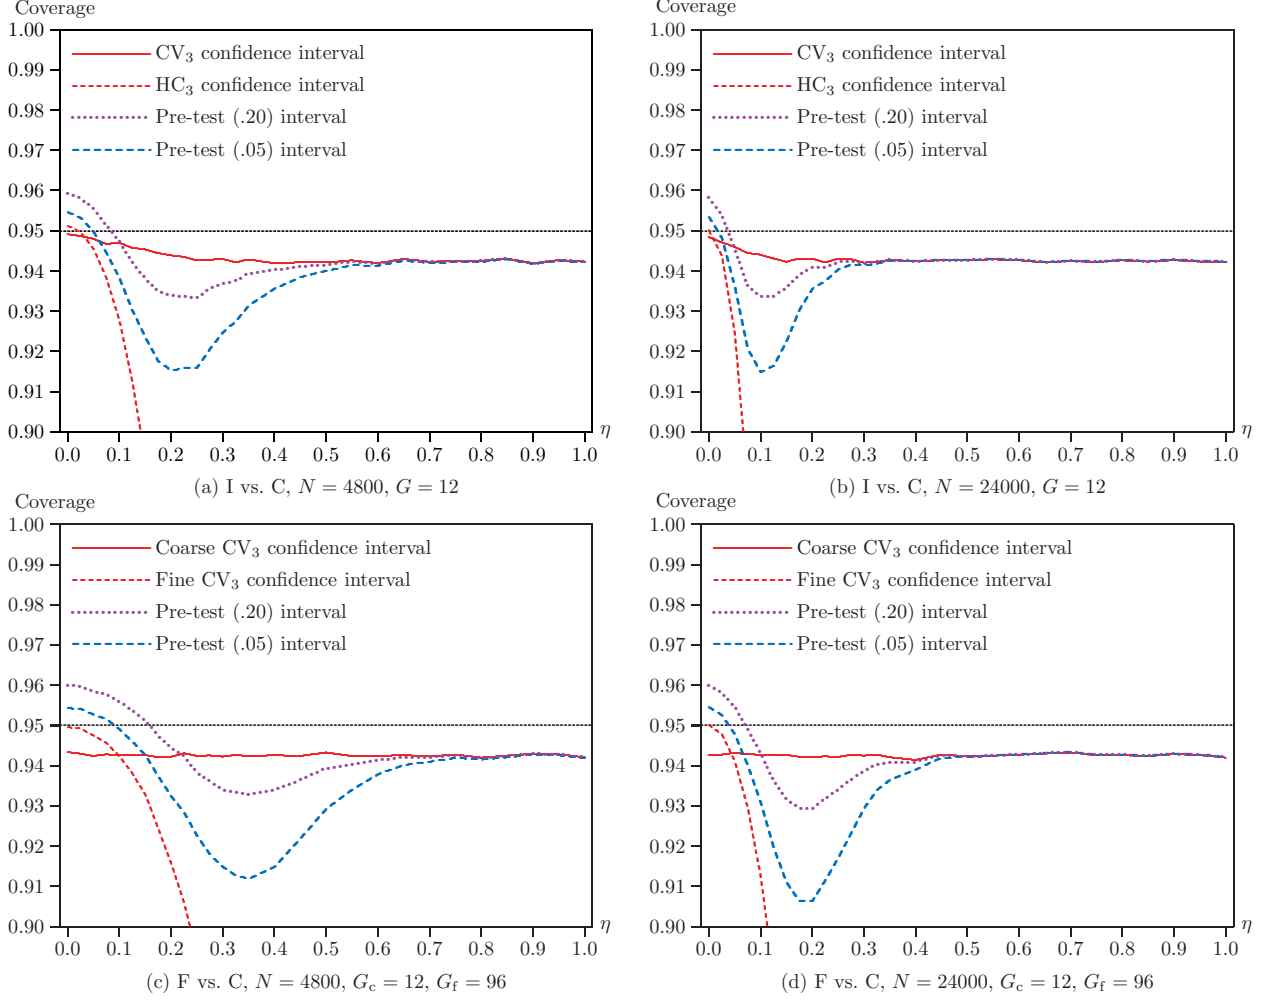 Coverage
1.00
0.99
0.98
0.97
0.96
0.95
0.94
0.93
0.92
0.91
0.90
CV3 confidence interval
HC3 confidence interval
Pre-test (.20) interval
Pre-test (.05) interval
0.0 0.1 0.2 0.3 0.4 0.5 0.6 0.7 0.8 0.9 1.0
η
(a) I vs. C, N = 4800, G = 12
Coverage
1.00
0.99
0.98
0.97
0.96
0.95
0.94
0.93
0.92
0.91
0.90
CV3 confidence interval
HC3 confidence interval
Pre-test (.20) interval
Pre-test (.05) interval
0.0 0.1 0.2 0.3 0.4 0.5 0.6 0.7 0.8 0.9 1.0
η
(b) I vs. C, N = 24000, G = 12
Coverage
1.00
0.99
0.98
0.97
0.96
0.95
0.94
0.93
0.92
0.91
0.90
Coarse CV3 confidence interval
Fine CV3 confidence interval
Pre-test (.20) interval
Pre-test (.05) interval
0.0 0.1 0.2 0.3 0.4 0.5 0.6 0.7 0.8 0.9 1.0
η
(c) F vs. C, N = 4800, Gc = 12, Gf = 96
Coverage
1.00
0.99
0.98
0.97
0.96
0.95
0.94
0.93
0.92
0.91
0.90
Coarse CV3 confidence interval
Fine CV3 confidence interval
Pre-test (.20) interval
Pre-test (.05) interval
0.0 0.1 0.2 0.3 0.4 0.5 0.6 0.7 0.8 0.9 1.0
η
(d) F vs. C, N = 24000, Gc = 12, Gf = 96